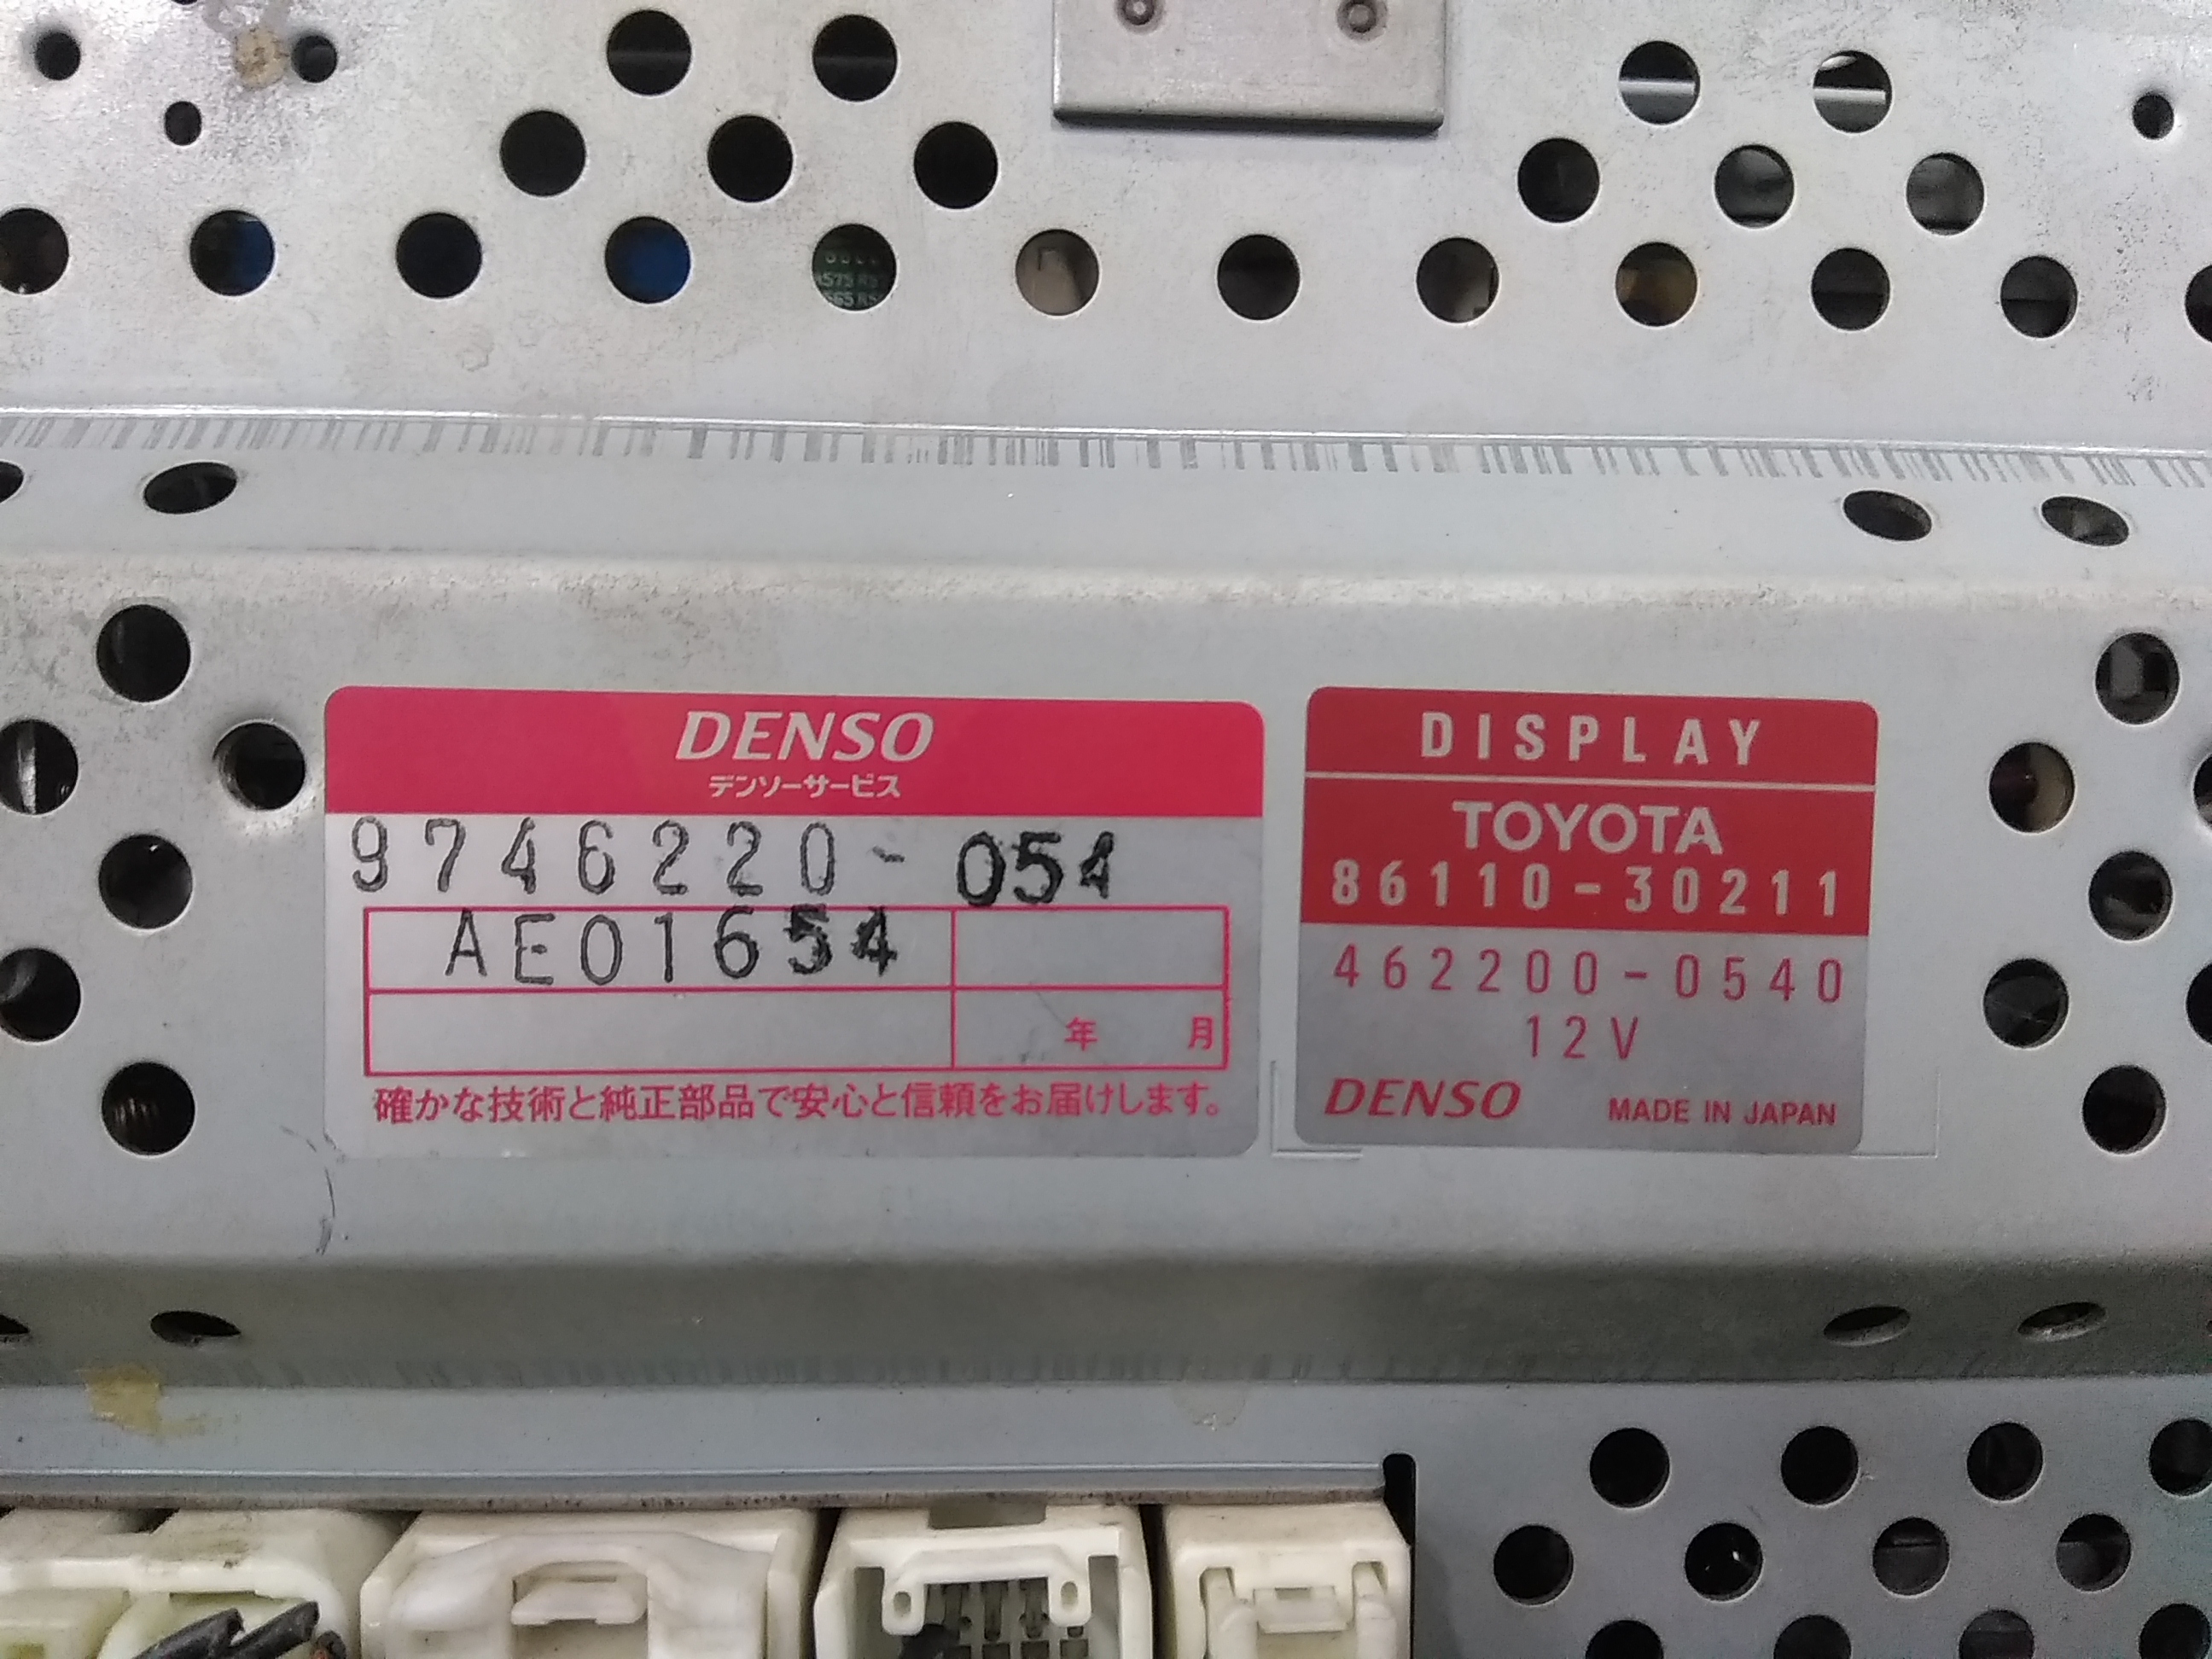 DENSO
デンソーサービス
9746220-054
AE01654
年 月
確かな技術と純正部品で安心と信頼をお届けします。
DISPLAY
TOYOTA
86110-30211
462200-0540
12V
DENSO MADE IN JAPAN